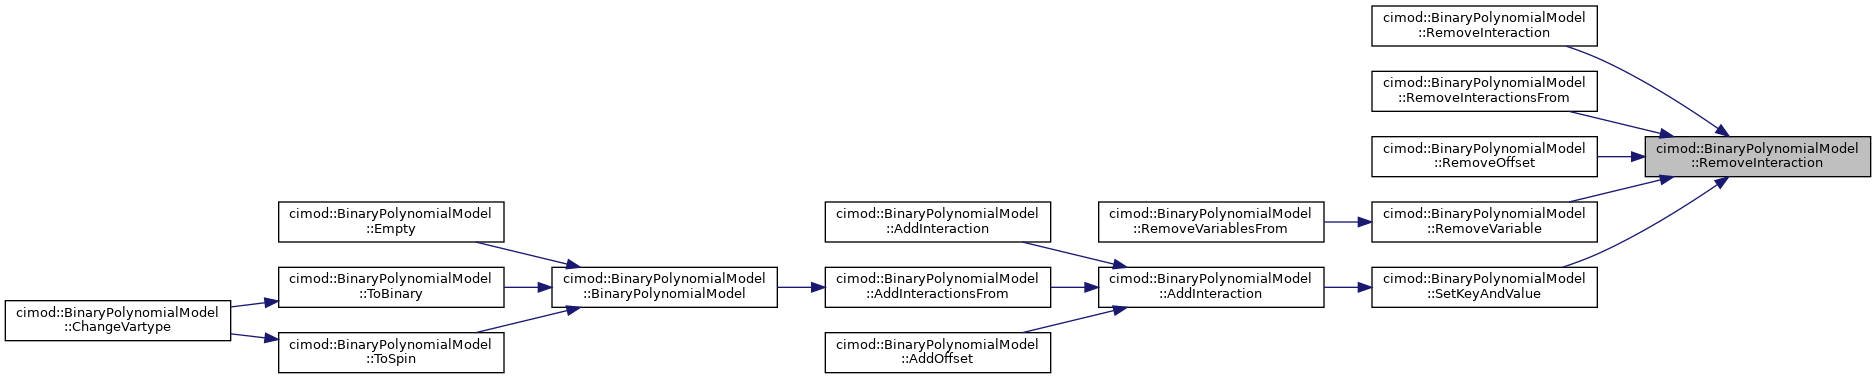 cimod::BinaryPolynomialModel
::RemoveInteraction
cimod::BinaryPolynomialModel
::RemoveInteractionsFrom
cimod::BinaryPolynomialModel
::RemoveOffset
cimod::BinaryPolynomialModel
::RemoveInteraction
cimod::BinaryPolynomialModel
::Empty
cimod::BinaryPolynomialModel
::AddInteraction
cimod::BinaryPolynomialModel
::RemoveVariablesFrom
cimod::BinaryPolynomialModel
::RemoveVariable
cimod::BinaryPolynomialModel
::ToBinary
cimod::BinaryPolynomialModel
::BinaryPolynomialModel
cimod::BinaryPolynomialModel
::AddInteractionsFrom
cimod::BinaryPolynomialModel
::AddInteraction
cimod::BinaryPolynomialModel
::SetKeyAndValue
cimod::BinaryPolynomialModel
::ChangeVartype
cimod::BinaryPolynomialModel
::ToSpin
cimod::BinaryPolynomialModel
::AddOffset